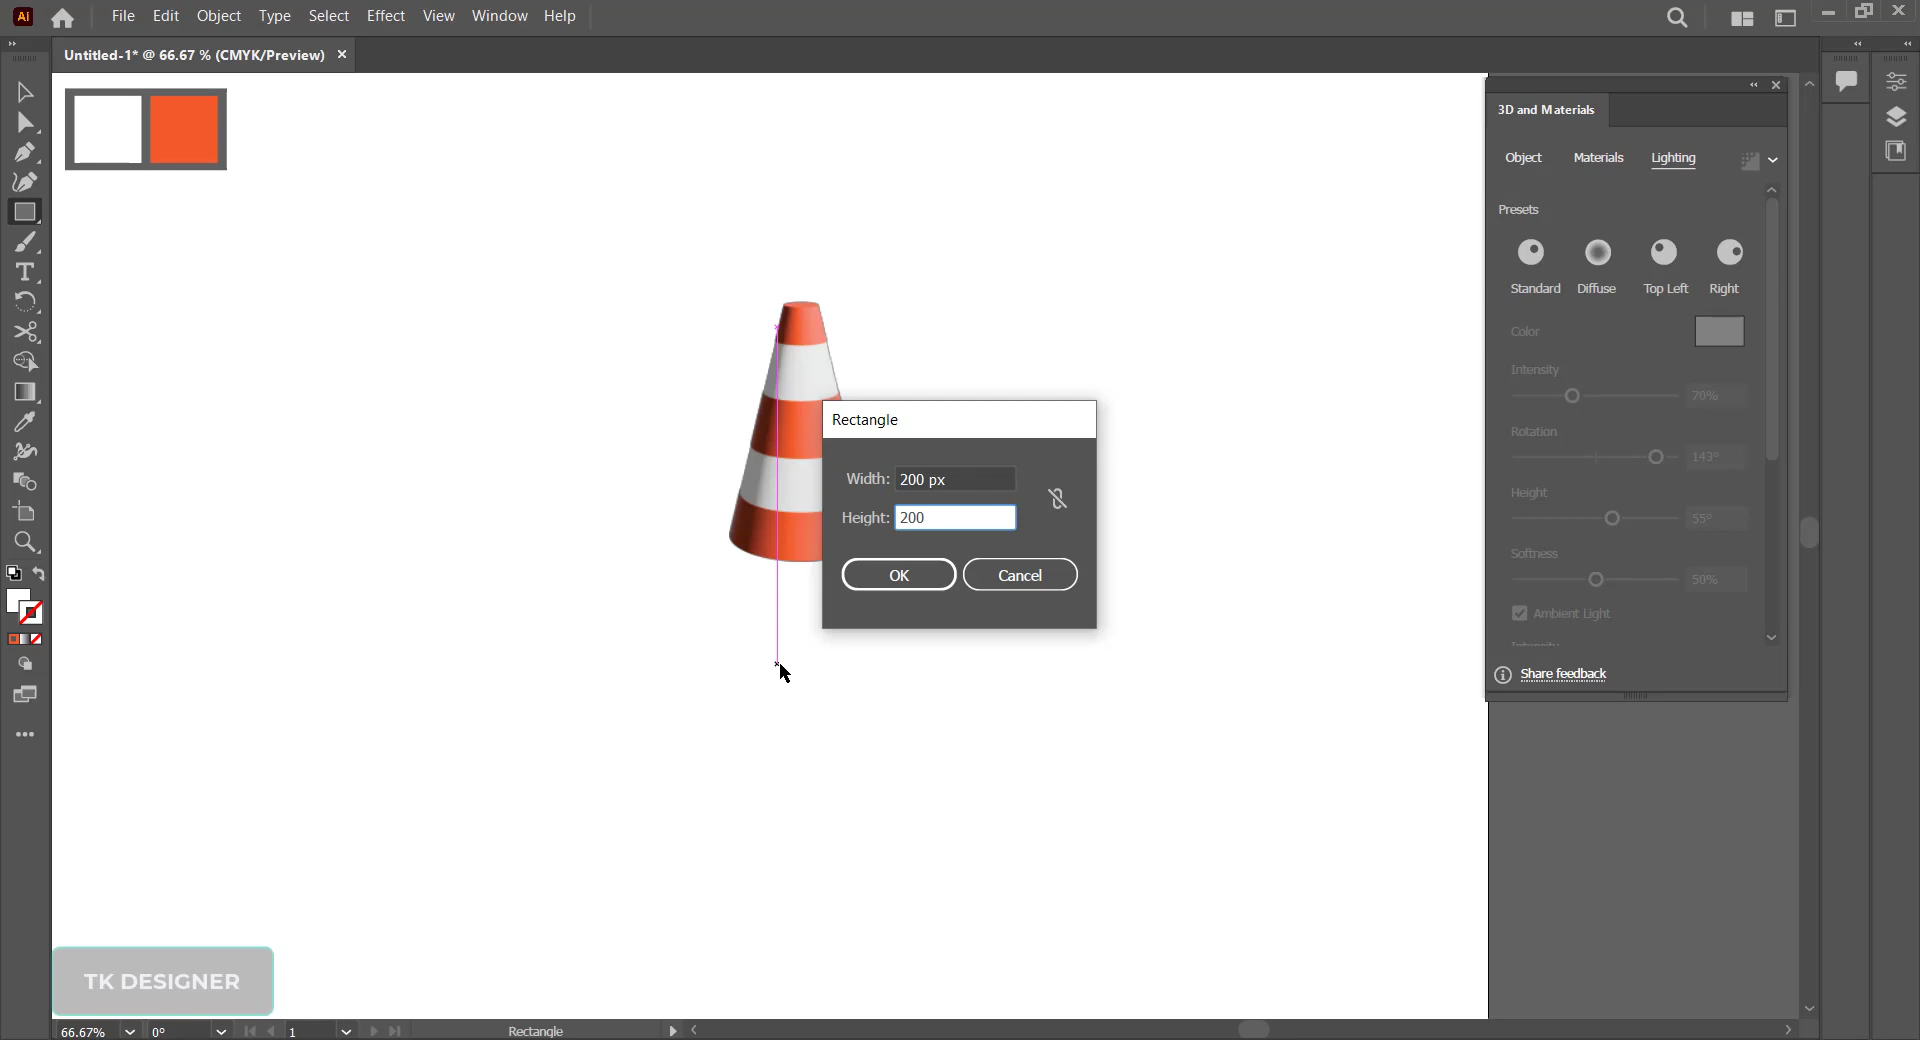 Ai File Edit Object Type Select Effect View Window Help
Untitled-1* @ 66.67 % (CMYK/Preview)
3D and Materials
Object Materials Lighting
Presets
Standard Diffuse Top Left Right
Color
Intensity
70%
Rotation
143°
Height
55°
Softness
50%
Ambient Light
Share feedback
Rectangle
Width: 200 px
Height: 200
OK Cancel
TK DESIGNER
66.67% 0° 1 Rectangle